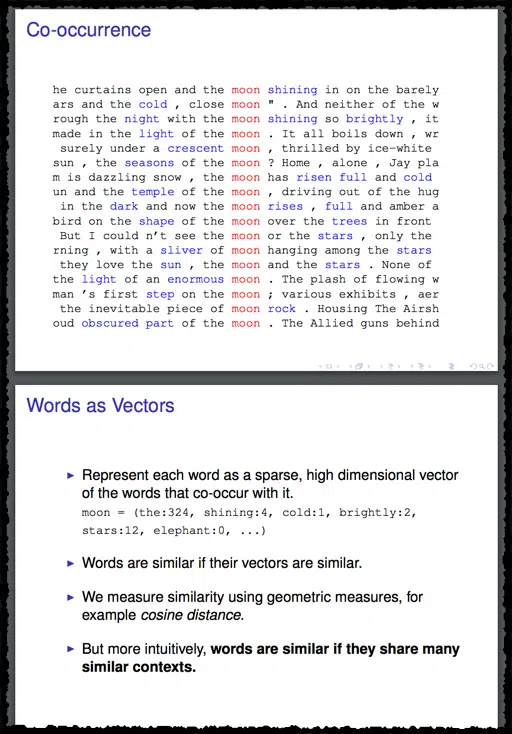 Co-occurrence
he curtains open and the moon shining in on the barely
ars and the cold , close moon " . And neither of the w
rough the night with the moon shining so brightly , it
made in the light of the moon . It all boils down , wr
surely under a crescent moon , thrilled by ice-white
sun , the seasons of the moon ? Home , alone , Jay pla
m is dazzling snow , the moon has risen full and cold
un and the temple of the moon , driving out of the hug
in the dark and now the moon rises , full and amber a
bird on the shape of the moon over the trees in front
But I could n't see the moon or the stars , only the
rning , with a sliver of moon hanging among the stars
they love the sun , the moon and the stars . None of
the light of an enormous moon . The plash of flowing w
man 's first step on the moon ; various exhibits , aer
the inevitable piece of moon rock . Housing The Airsh
oud obscured part of the moon . The Allied guns behind
Words as Vectors
Represent each word as a sparse, high dimensional vector
of the words that co-occur with it.
moon = (the:324, shining:4, cold:1, brightly:2,
stars:12, elephant:0, ...)
Words are similar if their vectors are similar.
We measure similarity using geometric measures, for
example cosine distance.
But more intuitively, words are similar if they share many
similar contexts.